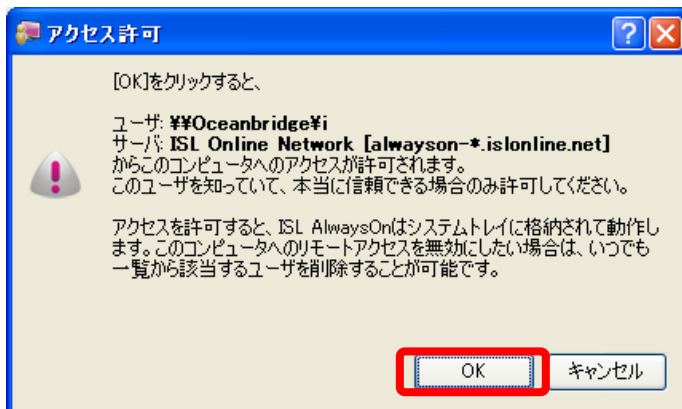 アクセス許可
[OK]をクリックすると、
ユーザ: ¥¥Oceanbridge¥i
サーバ: ISL Online Network [alwayson-*.islonline.net]
からこのコンピュータへのアクセスが許可されます。
このユーザを知っていて、本当に信頼できる場合のみ許可してください。
アクセスを許可すると、ISL AlwaysOnはシステムトレイに格納されて動作し
ます。このコンピュータへのリモートアクセスを無効にしたい場合は、いつでも
一覧から該当するユーザを削除することが可能です。
OK キャンセル